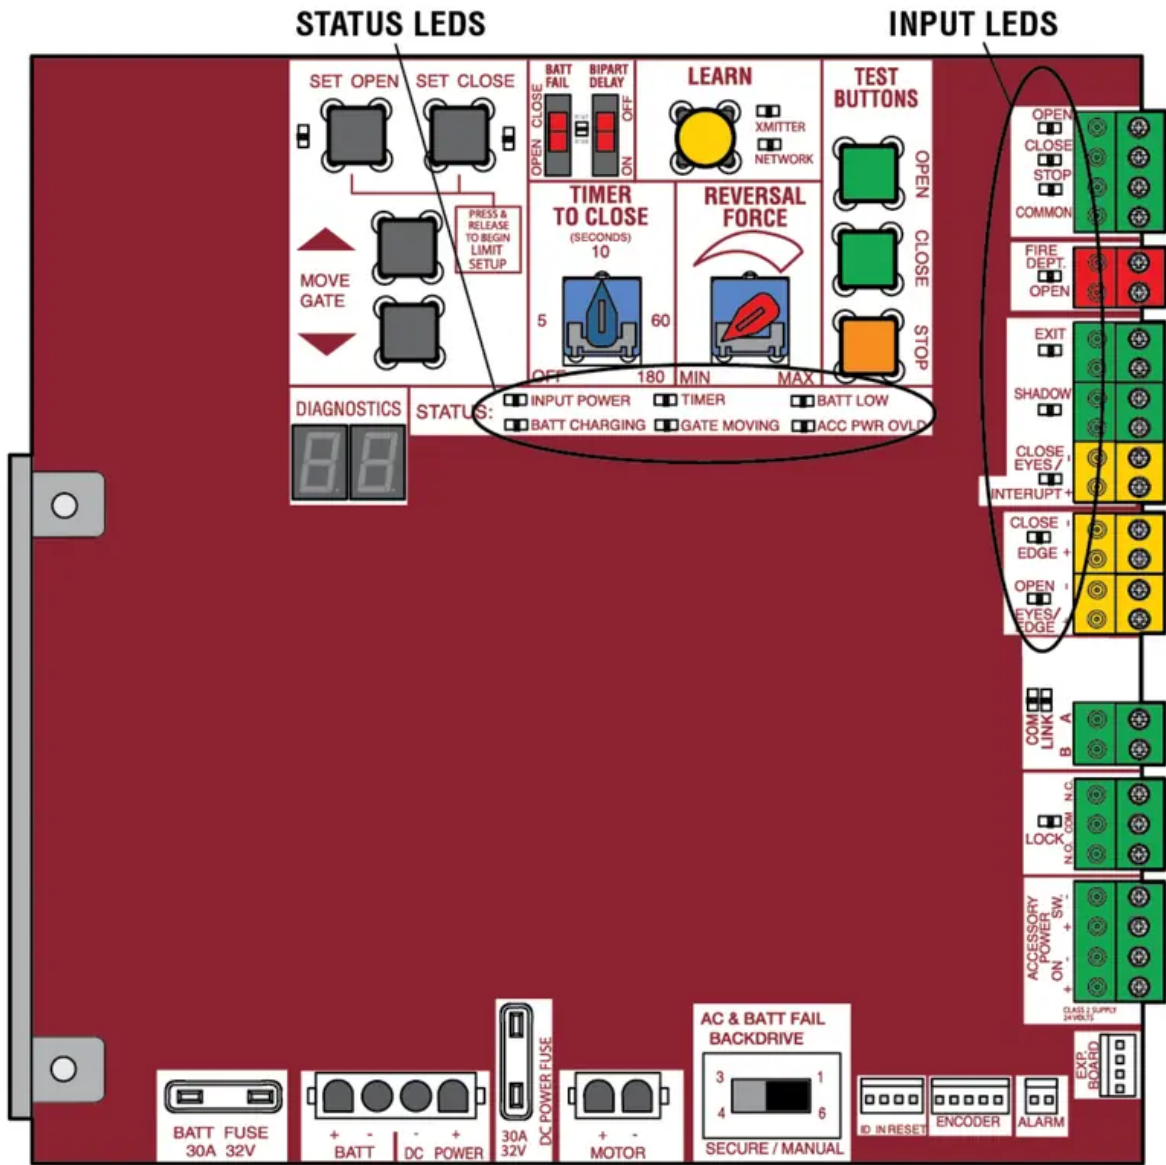 STATUS LEDS
INPUT LEDS
SET OPEN
SET CLOSE
PRESS &
RELEASE
TO BEGIN
LIMIT
SETUP
MOVE
GATE
BATT
FAIL
OPEN CLOSE
BIPART
DELAY
ON OFF
LEARN
XMITTER
NETWORK
TIMER
TO CLOSE
(SECONDS)
10
5
60
OFF
180
REVERSAL
FORCE
MIN
MAX
TEST
BUTTONS
OPEN
CLOSE
STOP
DIAGNOSTICS
88
STATUS:
INPUT POWER
TIMER
BATT LOW
BATT CHARGING
GATE MOVING
ACC PWR OVLD
OPEN
CLOSE
STOP
COMMON
FIRE
DEPT.
OPEN
EXIT
SHADOW
CLOSE -
EYES /
INTERUPT +
CLOSE -
EDGE +
OPEN -
EYES/
EDGE +
COM
LINK
A
B
LOCK
N.C.
COM
N.O.
ACCESSORY
POWER
ON SW.
- + - +
CLASS 2 SUPPLY
24 VOLTS
EXP.
BOARD
BATT FUSE
30A 32V
+ - - +
BATT DC POWER
DC POWER FUSE
30A
32V
+ -
MOTOR
AC & BATT FAIL
BACKDRIVE
3 1
4 6
SECURE / MANUAL
ID IN RESET
ENCODER
ALARM